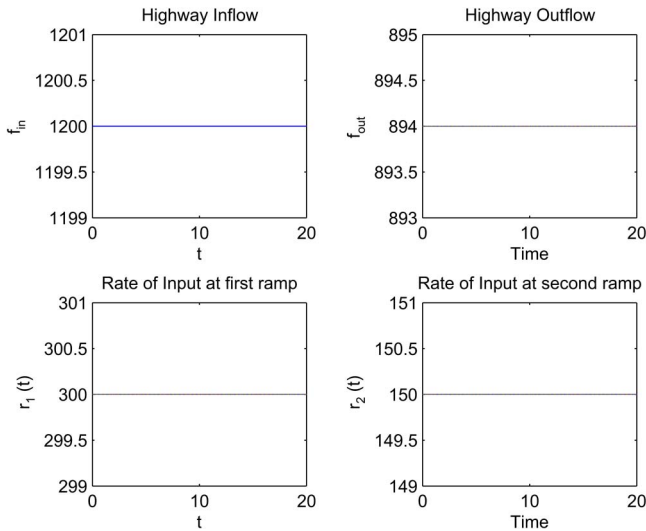 Highway Inflow
1201
1200.5
1200
1199.5
1199
f_in
0 10 20
t
Highway Outflow
895
894.5
894
893.5
893
f_out
0 10 20
Time
Rate of Input at first ramp
301
300.5
300
299.5
299
r_1 (t)
0 10 20
t
Rate of Input at second ramp
151
150.5
150
149.5
149
r_2 (t)
0 10 20
Time